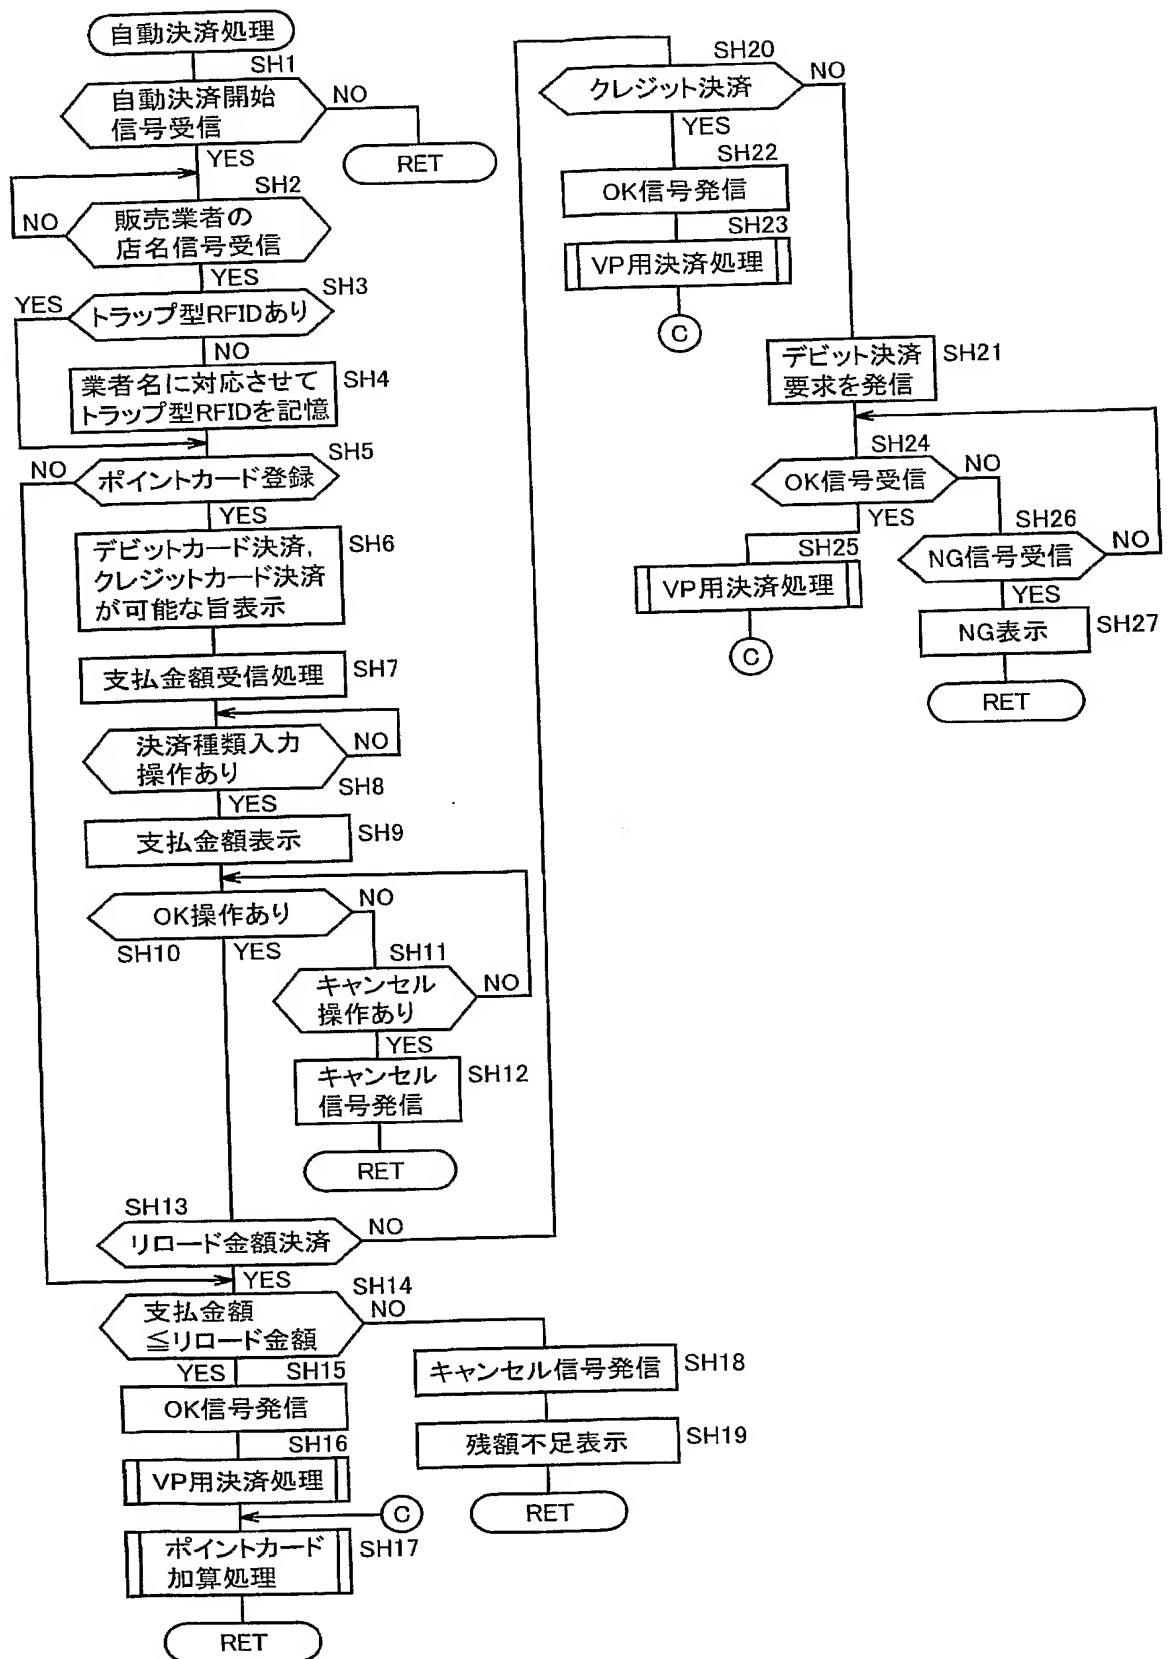 自動決済処理
SH1
自動決済開始
信号受信
NO
RET
YES
SH2
販売業者の
店名信号受信
NO
YES
SH3
YES
トラップ型RFIDあり
NO
業者名に対応させて
トラップ型RFIDを記憶
SH4
SH5
NO
ポイントカード登録
YES
デビットカード決済,
クレジットカード決済
が可能な旨表示
SH6
支払金額受信処理
SH7
決済種類入力
操作あり
NO
SH8
YES
支払金額表示
SH9
NO
OK操作あり
SH10
YES
SH11
キャンセル
操作あり
NO
YES
キャンセル
信号発信
SH12
RET
SH13
リロード金額決済
NO
YES
SH14
支払金額
≦リロード金額
NO
YES
SH15
OK信号発信
SH16
VP用決済処理
C
ポイントカード
加算処理
SH17
RET
キャンセル信号発信
SH18
残額不足表示
SH19
RET
SH20
クレジット決済
NO
YES
SH22
OK信号発信
SH23
VP用決済処理
C
デビット決済
要求を発信
SH21
SH24
OK信号受信
NO
YES
SH25
VP用決済処理
C
SH26
NG信号受信
NO
YES
NG表示
SH27
RET